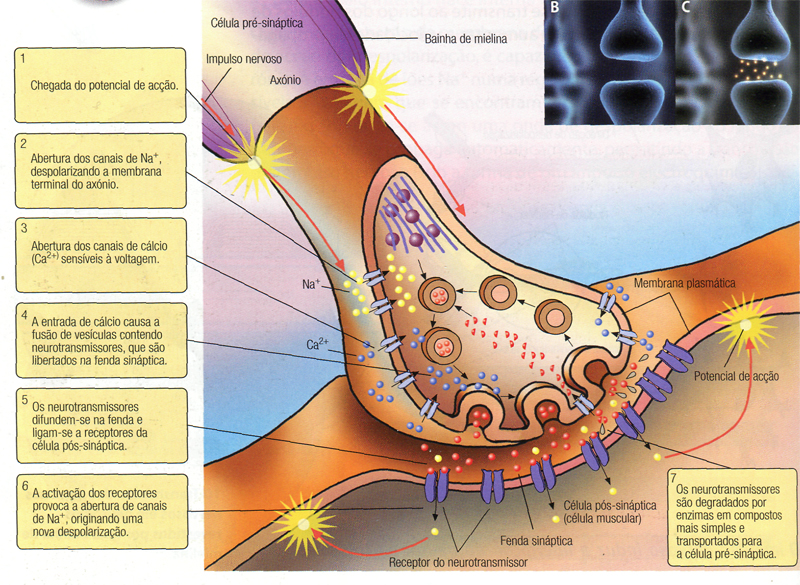 Célula pré-sináptica
Bainha de mielina
Impulso nervoso
Axónio
B
C
1
Chegada do potencial de acção.
2
Abertura dos canais de Na⁺,
despolarizando a membrana
terminal do axónio.
3
Abertura dos canais de cálcio
(Ca²⁺) sensíveis à voltagem.
4
A entrada de cálcio causa a
fusão de vesículas contendo
neurotransmissores, que são
libertados na fenda sináptica.
5
Os neurotransmissores
difundem-se na fenda e
ligam-se a receptores da
célula pós-sináptica.
6
A activação dos receptores
provoca a abertura de canais
de Na⁺, originando uma
nova despolarização.
Na⁺
Ca²⁺
Membrana plasmática
Potencial de acção
Célula pós-sináptica
(célula muscular)
Fenda sináptica
Receptor do neurotransmissor
7
Os neurotransmissores
são degradados por
enzimas em compostos
mais simples e
transportados para
a célula pré-sináptica.